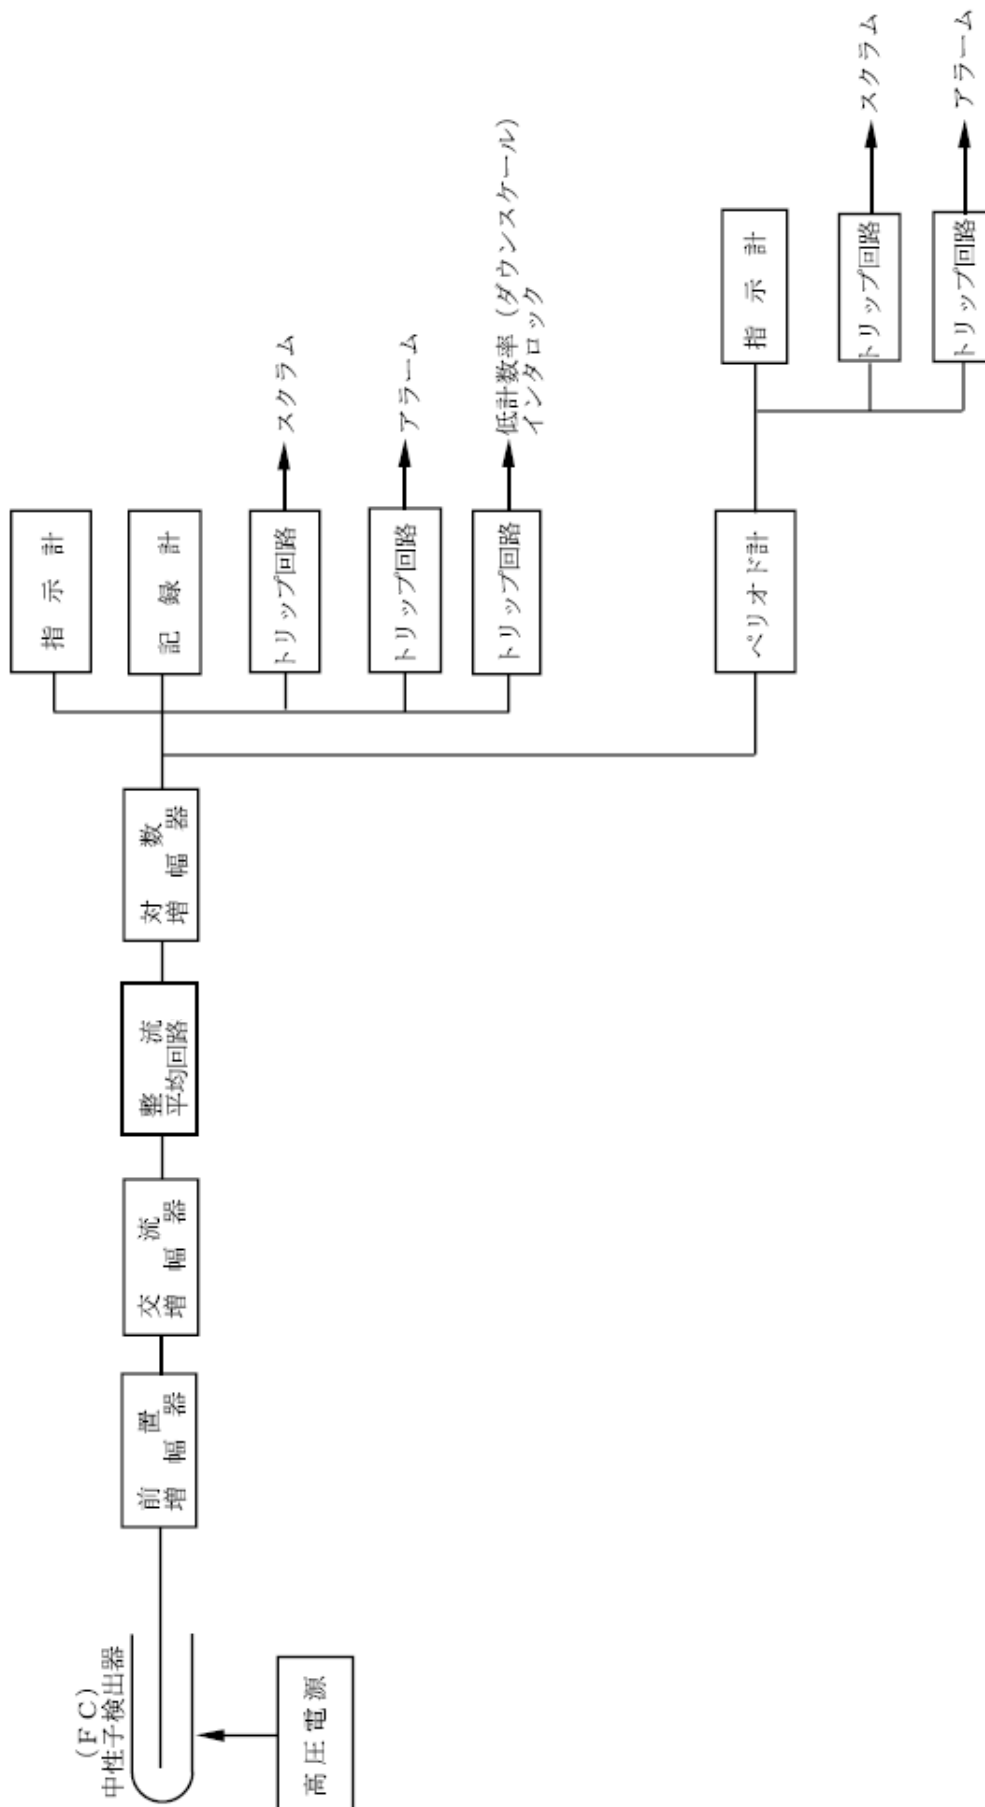 (FC)
中性子検出器
高圧電源
前置
増幅器
交流
増幅器
整流
平均回路
対数
増幅器
指示計
記録計
トリップ回路
スクラム
トリップ回路
アラーム
トリップ回路
低計数率(ダウンスケール)
インタロック
ペリオド計
指示計
トリップ回路
スクラム
トリップ回路
アラーム